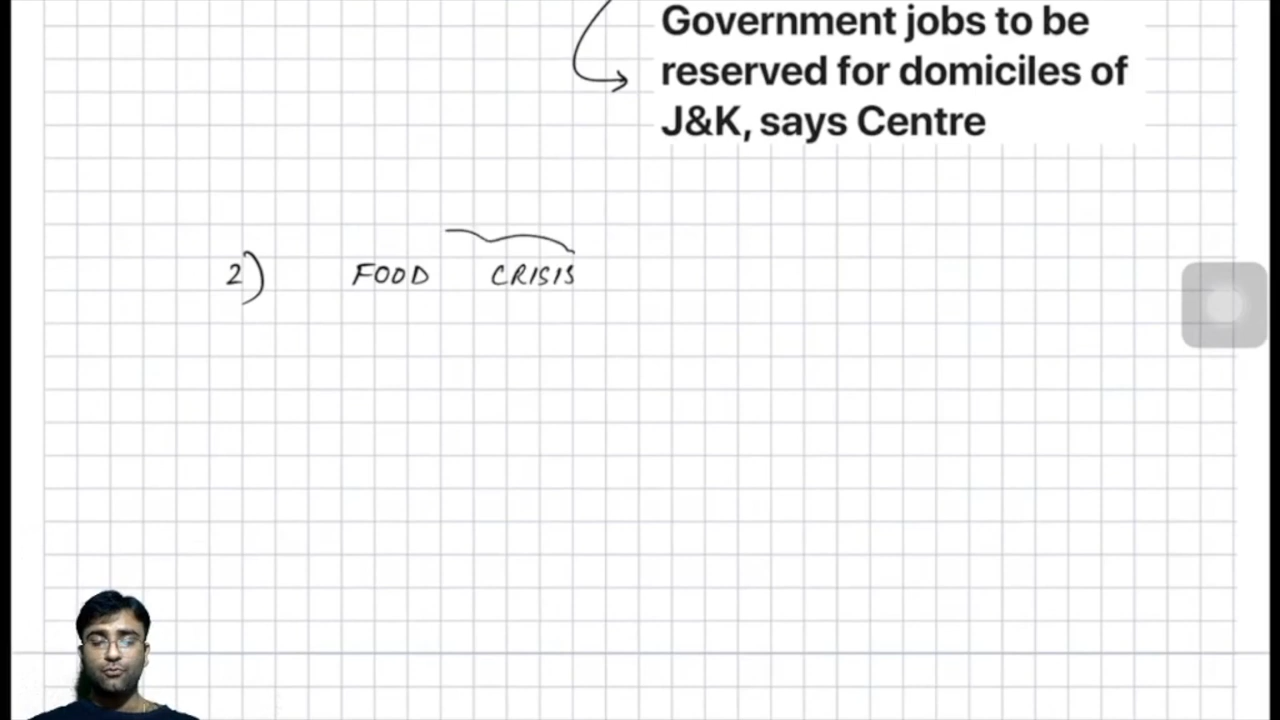 Government jobs to be
reserved for domiciles of
J&K, says Centre
2) FOOD CRISIS